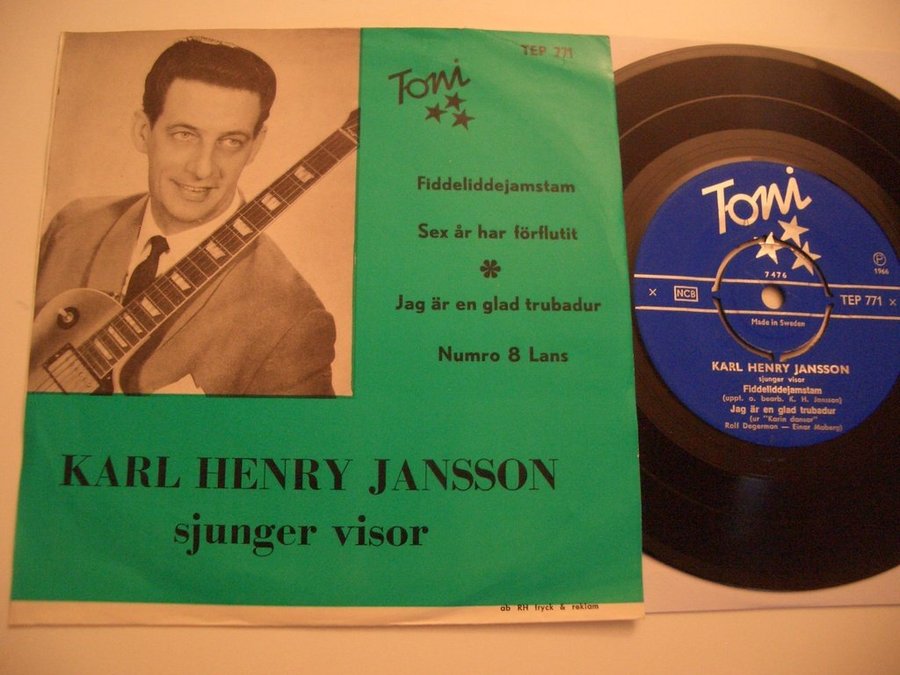 TEP 771
Toni
Fiddeliddejamstam
Sex år har förflutit
Jag är en glad trubadur
Numro 8 Lans
KARL HENRY JANSSON
sjunger visor
ab RH tryck & reklam
Toni
7476
℗
1966
× NCB
TEP 771 ×
Made in Sweden
KARL HENRY JANSSON
sjunger visor
Fiddeliddejamstam
(uppt. o. bearb. K. H. Jansson)
Jag är en glad trubadur
(ur "Karin dansar"
Rolf Degerman — Einar Moberg)